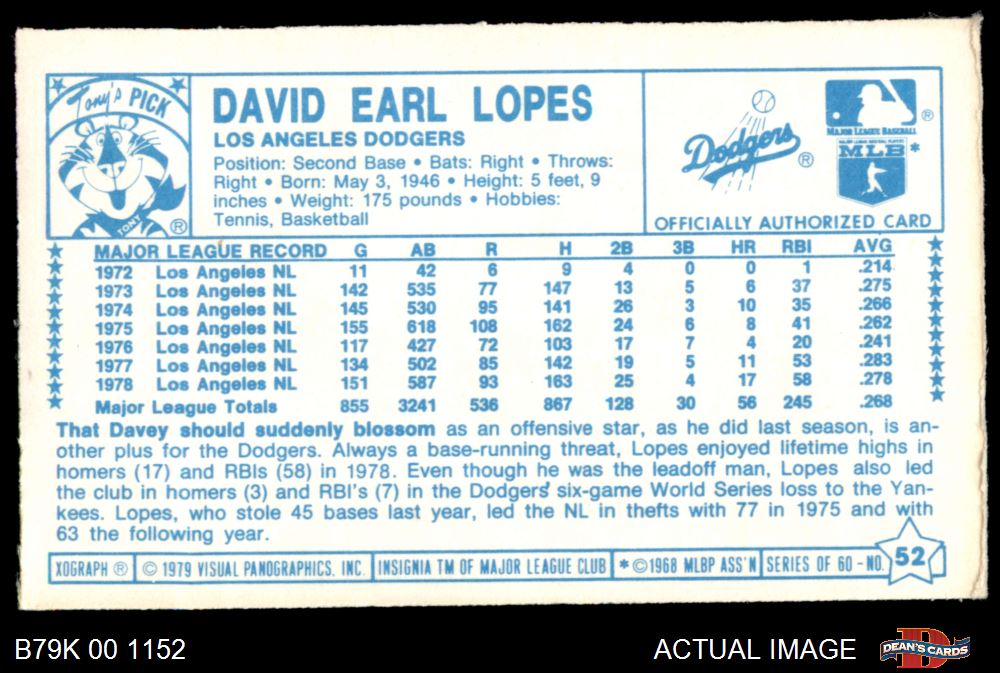 Tony's PICK
TONY
®
DAVID EARL LOPES
LOS ANGELES DODGERS
Position: Second Base • Bats: Right • Throws:
Right • Born: May 3, 1946 • Height: 5 feet, 9
inches • Weight: 175 pounds • Hobbies:
Tennis, Basketball
Dodgers ®
®
MAJOR LEAGUE BASEBALL
MAJOR LEAGUE BASEBALL PLAYERS
MLB *
OFFICIALLY AUTHORIZED CARD
MAJOR LEAGUE RECORD G AB R H 2B 3B HR RBI AVG
1972 Los Angeles NL 11 42 6 9 4 0 0 1 .214
1973 Los Angeles NL 142 535 77 147 13 5 6 37 .275
1974 Los Angeles NL 145 530 95 141 26 3 10 35 .266
1975 Los Angeles NL 155 618 108 162 24 6 8 41 .262
1976 Los Angeles NL 117 427 72 103 17 7 4 20 .241
1977 Los Angeles NL 134 502 85 142 19 5 11 53 .283
1978 Los Angeles NL 151 587 93 163 25 4 17 58 .278
Major League Totals 855 3241 536 867 128 30 56 245 .268
That Davey should suddenly blossom as an offensive star, as he did last season, is an-
other plus for the Dodgers. Always a base-running threat, Lopes enjoyed lifetime highs in
homers (17) and RBIs (58) in 1978. Even though he was the leadoff man, Lopes also led
the club in homers (3) and RBI's (7) in the Dodgers' six-game World Series loss to the Yan-
kees. Lopes, who stole 45 bases last year, led the NL in thefts with 77 in 1975 and with
63 the following year.
XOGRAPH ® © 1979 VISUAL PANOGRAPHICS, INC. INSIGNIA TM OF MAJOR LEAGUE CLUB * © 1968 MLBP ASS'N SERIES OF 60 - NO. 52
B79K 00 1152 ACTUAL IMAGE DEAN'S CARDS